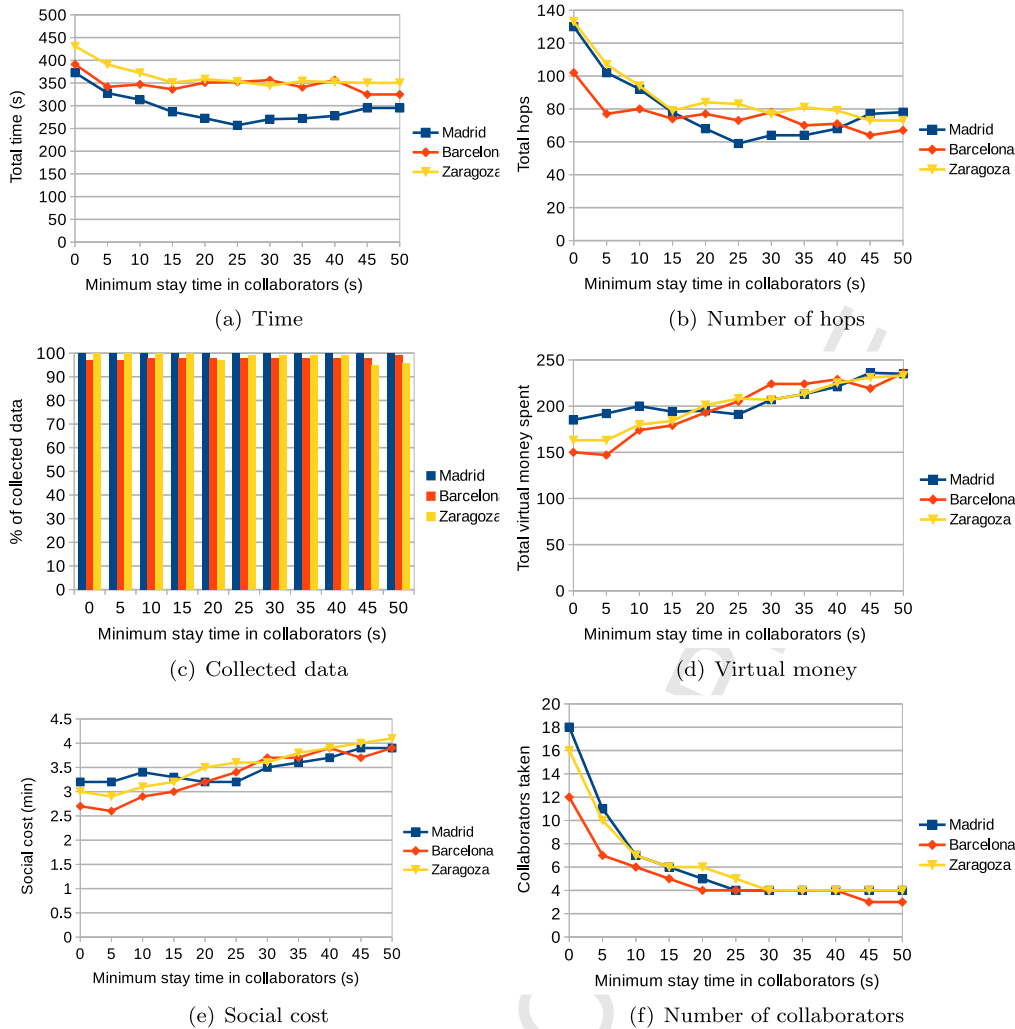 500
450
400
350
300
250
200
150
100
50
0
Total time (s)
0 5 10 15 20 25 30 35 40 45 50
Minimum stay time in collaborators (s)
Madrid
Barcelona
Zaragoza
(a) Time
140
120
100
80
60
40
20
0
Total hops
0 5 10 15 20 25 30 35 40 45 50
Minimum stay time in collaborators (s)
Madrid
Barcelona
Zaragoza
(b) Number of hops
100
90
80
70
60
50
40
30
20
10
0
% of collected data
0 5 10 15 20 25 30 35 40 45 50
Minimum stay time in collaborators (s)
Madrid
Barcelona
Zaragoza
(c) Collected data
250
200
150
100
50
0
Total virtual money spent
0 5 10 15 20 25 30 35 40 45 50
Minimum stay time in collaborators (s)
Madrid
Barcelona
Zaragoza
(d) Virtual money
4.5
4
3.5
3
2.5
2
1.5
1
0.5
0
Social cost (min)
0 5 10 15 20 25 30 35 40 45 50
Minimum stay time in collaborators (s)
Madrid
Barcelona
Zaragoza
(e) Social cost
20
18
16
14
12
10
8
6
4
2
0
Collaborators taken
0 5 10 15 20 25 30 35 40 45 50
Minimum stay time in collaborators (s)
Madrid
Barcelona
Zaragoza
(f) Number of collaborators